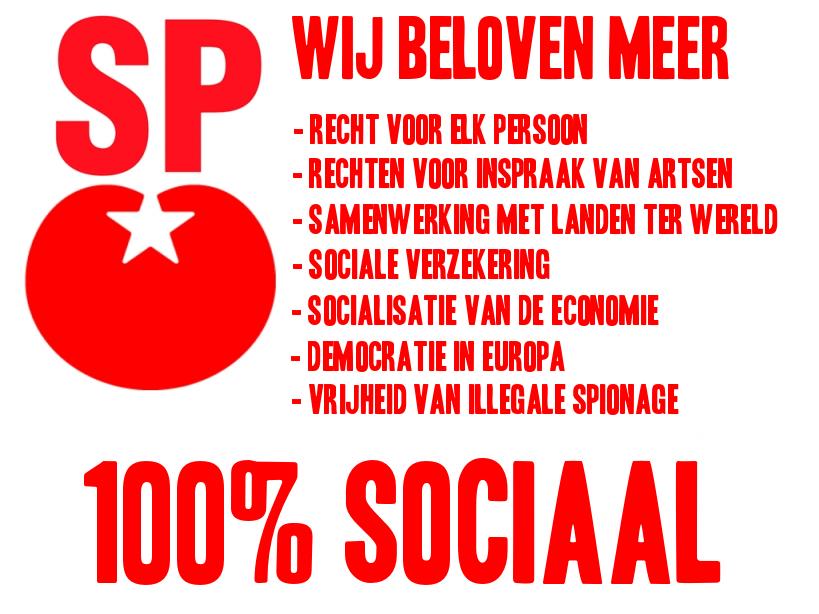 SP
WIJ BELOVEN MEER
- RECHT VOOR ELK PERSOON
- RECHTEN VOOR INSPRAAK VAN ARTSEN
- SAMENWERKING MET LANDEN TER WERELD
- SOCIALE VERZEKERING
- SOCIALISATIE VAN DE ECONOMIE
- DEMOCRATIE IN EUROPA
- VRIJHEID VAN ILLEGALE SPIONAGE
100% SOCIAAL